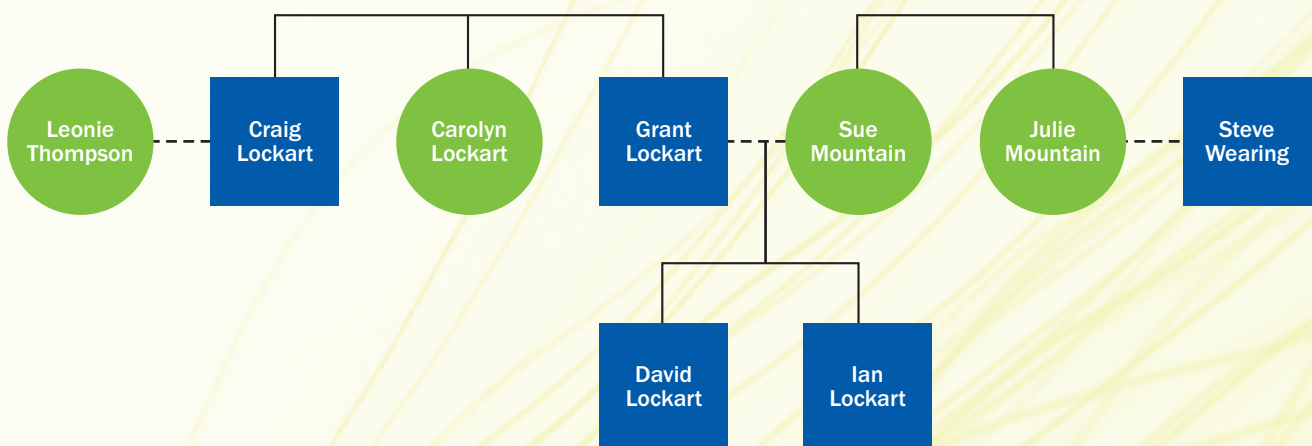 Leonie
Thompson
Craig
Lockart
Carolyn
Lockart
Grant
Lockart
Sue
Mountain
Julie
Mountain
Steve
Wearing
David
Lockart
Ian
Lockart